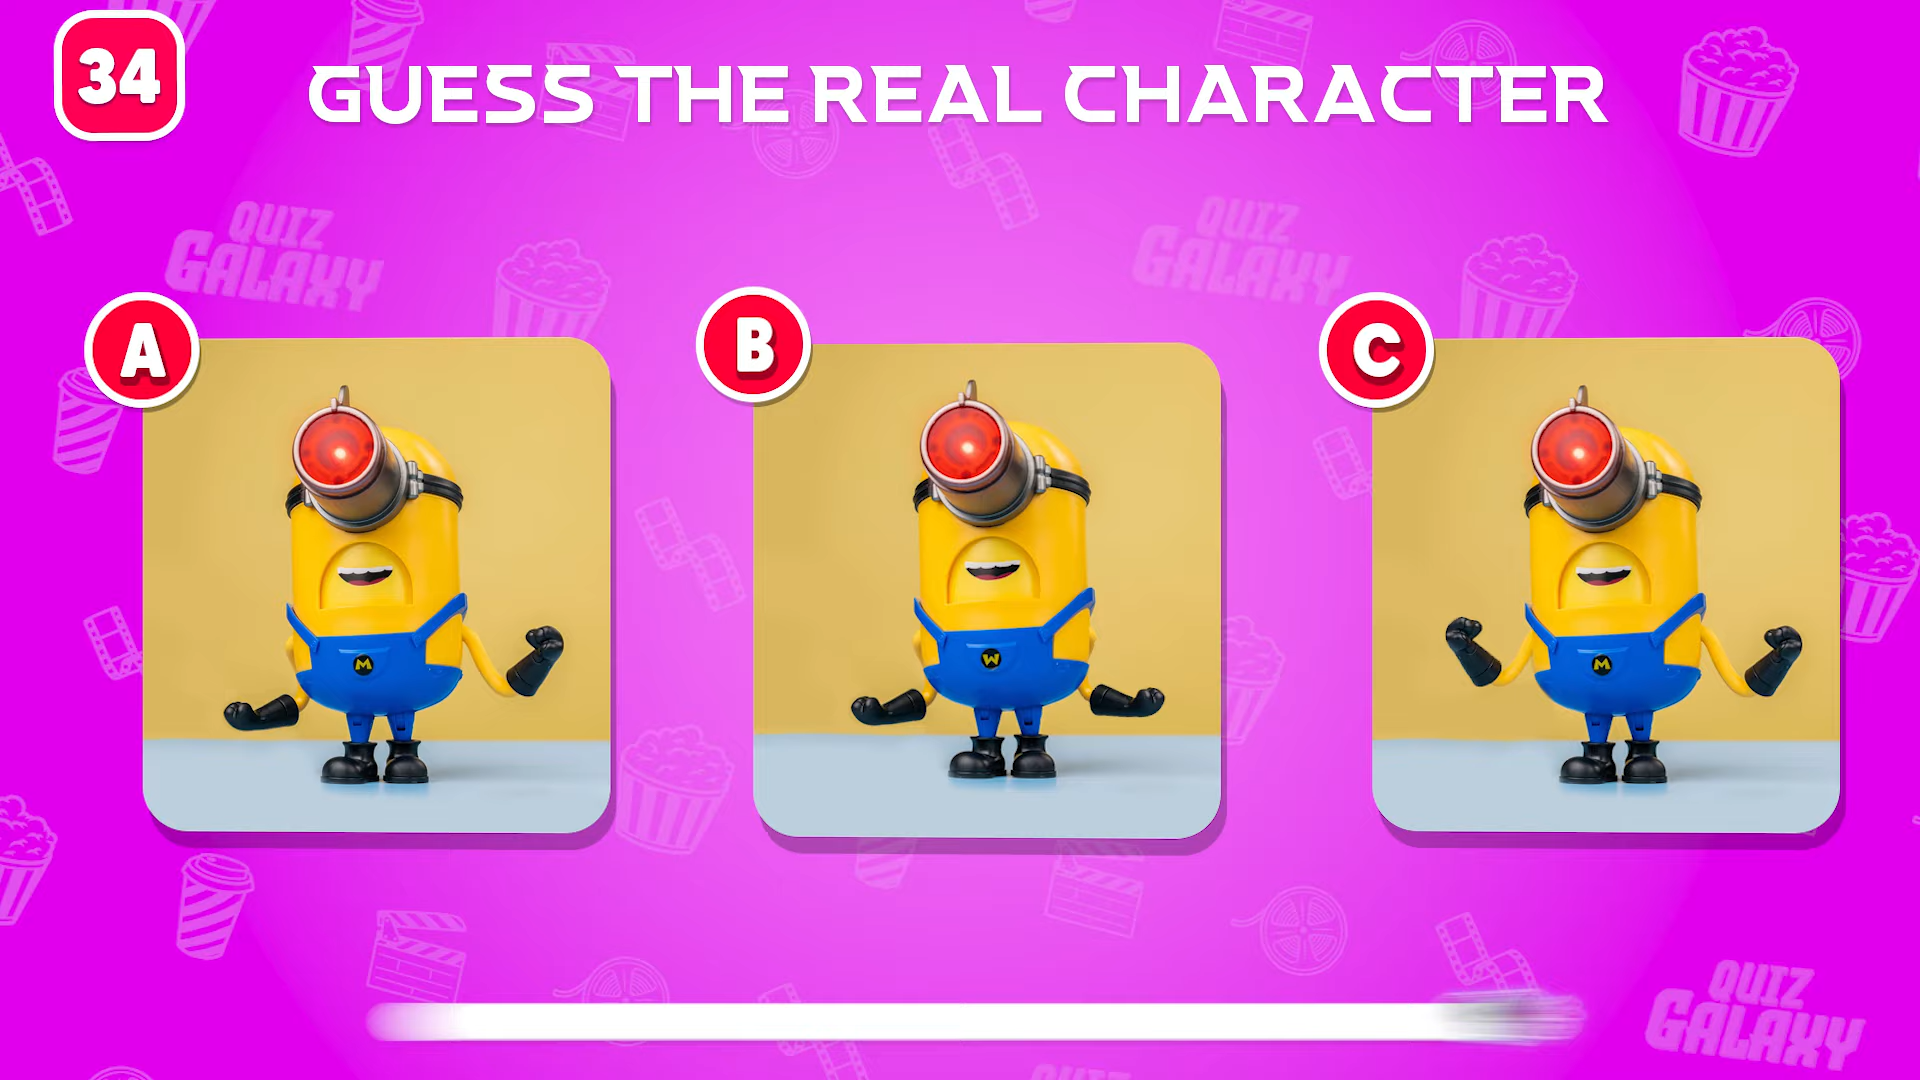 34
GUESS THE REAL CHARACTER
QUIZ
GALAXY
QUIZ
GALAXY
A
B
C
M
W
M
QUIZ
GALAXY